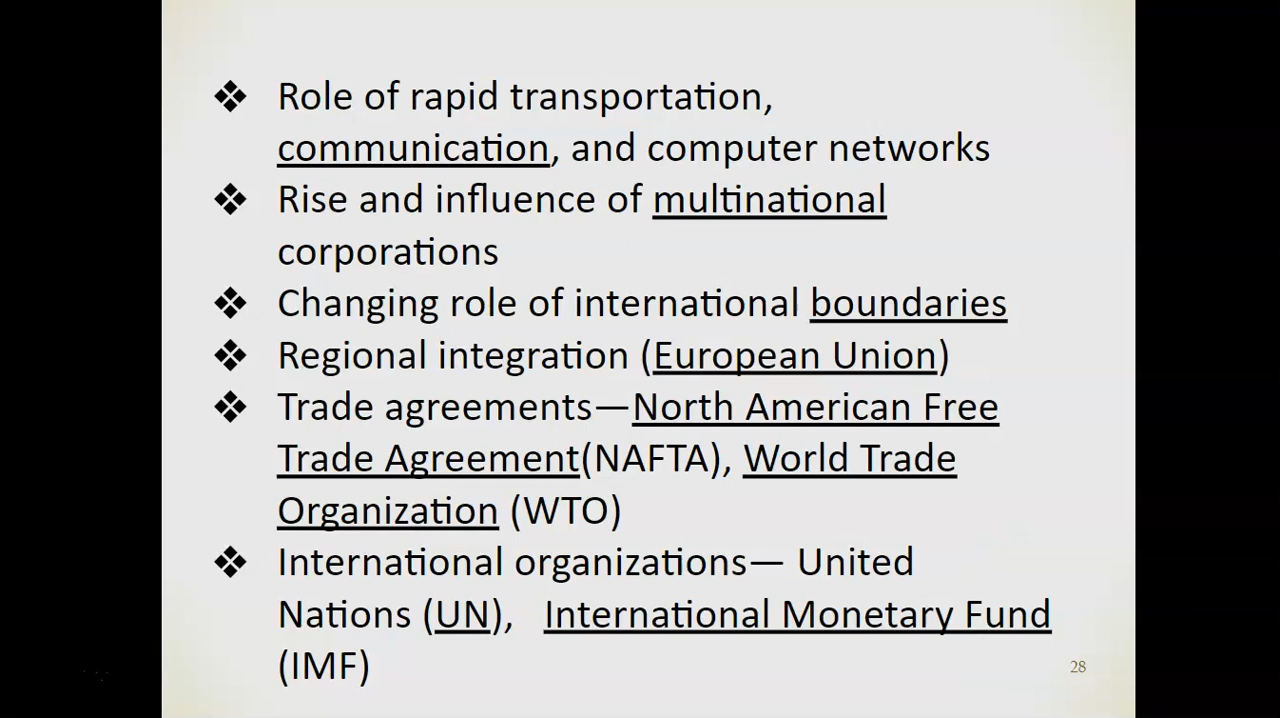 ❖ Role of rapid transportation,
communication, and computer networks
❖ Rise and influence of multinational
corporations
❖ Changing role of international boundaries
❖ Regional integration (European Union)
❖ Trade agreements—North American Free
Trade Agreement(NAFTA), World Trade
Organization (WTO)
❖ International organizations— United
Nations (UN), International Monetary Fund
(IMF)
28